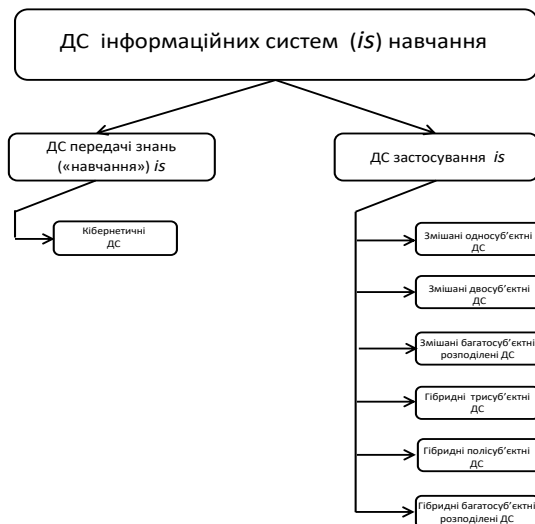 ДС інформаційних систем (is) навчання
ДС передачі знань
(«навчання») is
ДС застосування is
Кібернетичні
ДС
Змішані односуб’єктні
ДС
Змішані двосуб’єктні
ДС
Змішані багатосуб’єктні
розподілені ДС
Гібридні трисуб’єктні
ДС
Гібридні полісуб’єктні
ДС
Гібридні багатосуб’єктні
розподілені ДС